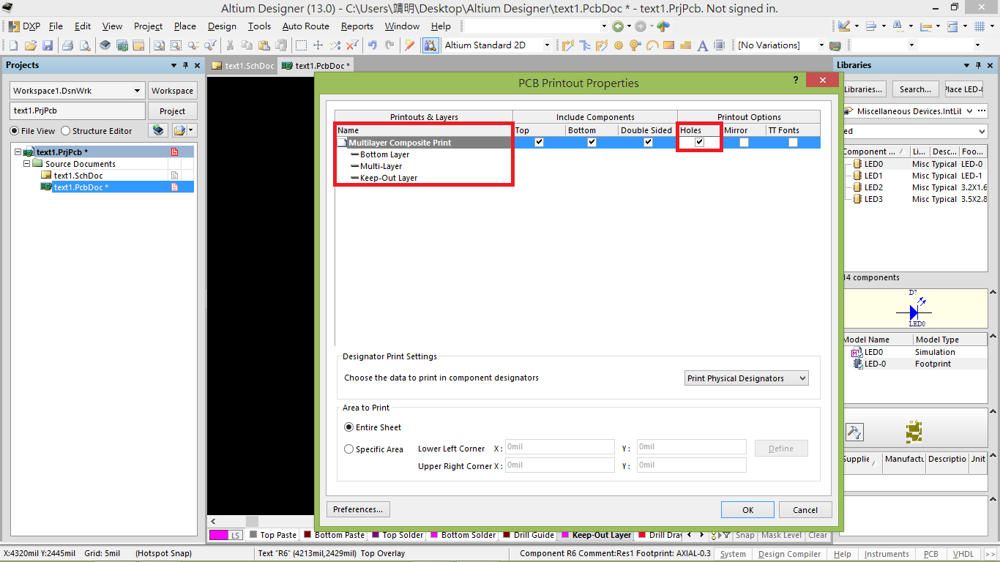 Altium Designer (13.0) - C:\Users\靖明\Desktop\Altium Designer\text1.PcbDoc * - text1.PrjPcb. Not signed in.
DXP File Edit View Project Place Design Tools Auto Route Reports Window Help
Altium Standard 2D [No Variations]
Projects
Workspace1.DsnWrk Workspace
text1.PrjPcb Project
File View Structure Editor
text1.PrjPcb *
Source Documents
text1.SchDoc
text1.PcbDoc *
text1.SchDoc text1.PcbDoc *
PCB Printout Properties
?
Printouts & Layers Include Components Printout Options
Name Top Bottom Double Sided Holes Mirror TT Fonts
Multilayer Composite Print
Bottom Layer
Multi-Layer
Keep-Out Layer
Designator Print Settings
Choose the data to print in component designators Print Physical Designators
Area to Print
Entire Sheet
Specific Area Lower Left Corner X : 0mil Y : 0mil Define
Upper Right Corner X : 0mil Y : 0mil
Preferences... OK Cancel
Libraries
Libraries... Search... Place LED-(
Miscellaneous Devices.IntLib ...
ed
Component ... Li... Desc... Foo...
LED0 Misc Typical LED-0
LED1 Misc Typical LED-1
LED2 Misc Typical 3.2X1.6
LED3 Misc Typical 3.5X2.8
14 components
D?
LED0
Model Name Model Type
LED0 Simulation
LED-0 Footprint
Supplie Manufactu Descriptio Unit
LS Top Paste Bottom Paste Top Solder Bottom Solder Drill Guide Keep-Out Layer Drill Draw Snap Mask Level Clear
X:4320mil Y:2445mil Grid: 5mil (Hotspot Snap) Text "R6" (4213mil,2429mil) Top Overlay Component R6 Comment:Res1 Footprint: AXIAL-0.3 System Design Compiler Help Instruments PCB VHDL >>